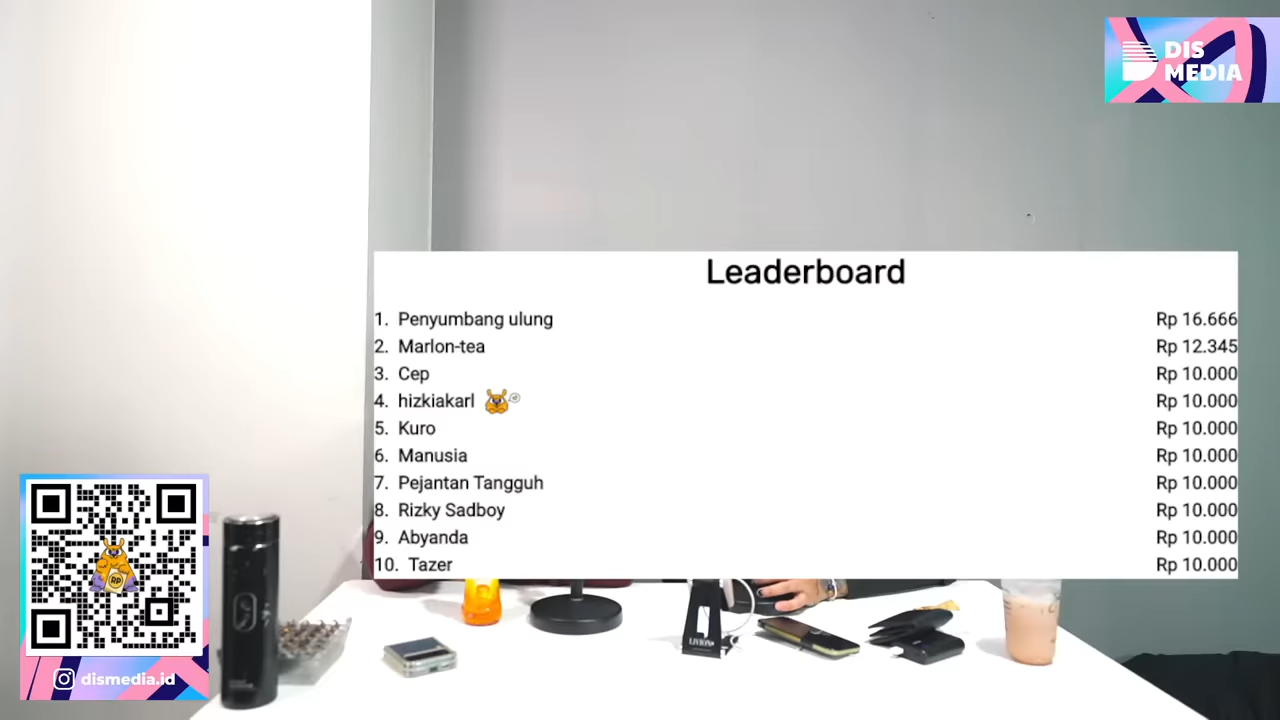 DIS
MEDIA
Leaderboard
1. Penyumbang ulung Rp 16.666
2. Marlon-tea Rp 12.345
3. Cep Rp 10.000
4. hizkiakarl Rp 10.000
5. Kuro Rp 10.000
6. Manusia Rp 10.000
7. Pejantan Tangguh Rp 10.000
8. Rizky Sadboy Rp 10.000
9. Abyanda Rp 10.000
10. Tazer Rp 10.000
RP
LIVION
dismedia.id